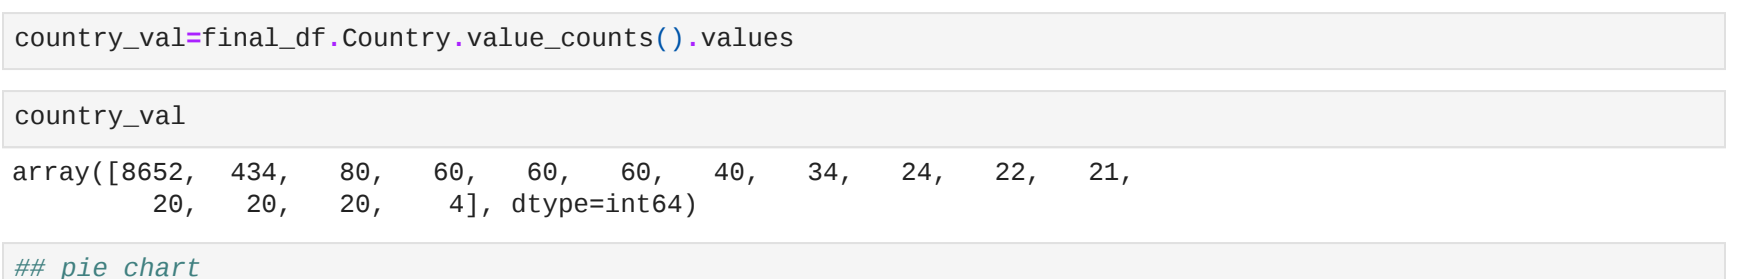 country_val=final_df.Country.value_counts().values
country_val
array([8652,  434,   80,   60,   60,   60,   40,   34,   24,   22,   21,
         20,   20,   20,    4], dtype=int64)
## pie chart